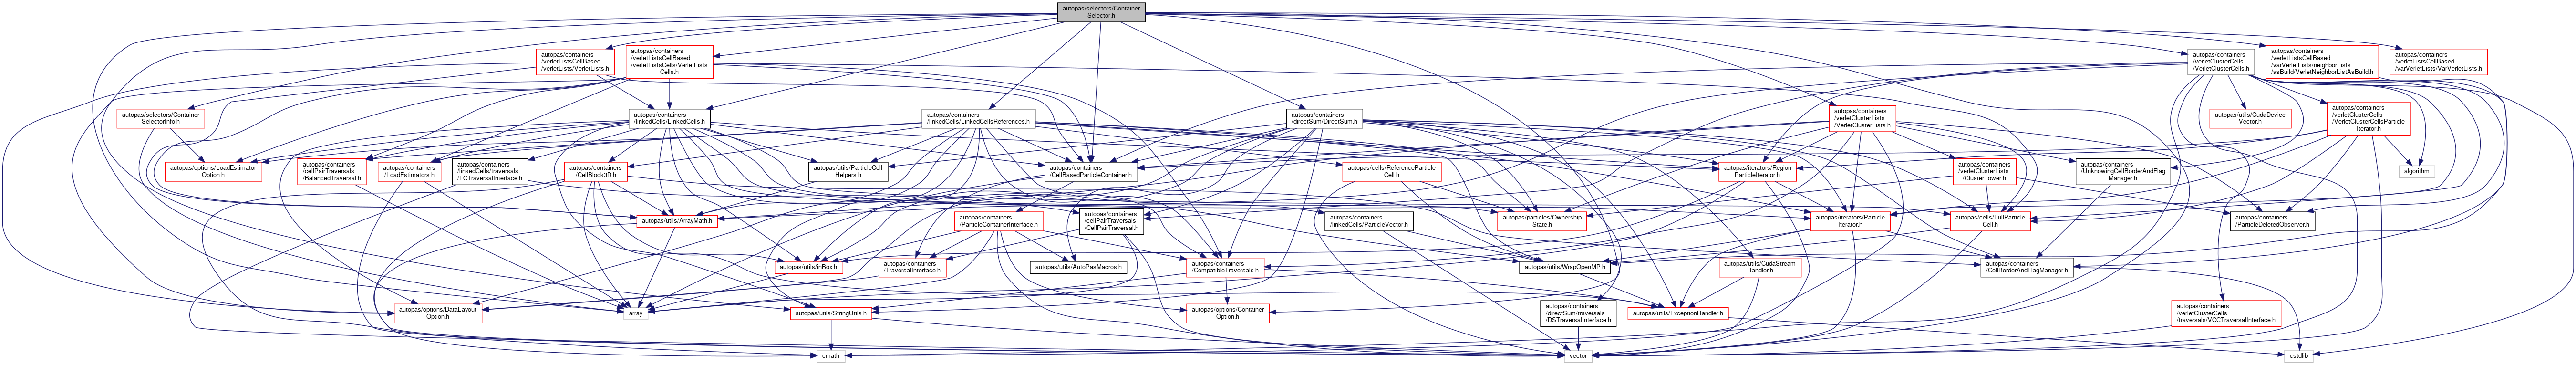 autopas/selectors/Container
Selector.h
autopas/containers
/verletListsCellBased
/verletLists/VerletLists.h
autopas/containers
/verletListsCellBased
/verletListsCells/VerletLists
Cells.h
autopas/containers
/verletClusterCells
/VerletClusterCells.h
autopas/containers
/verletListsCellBased
/varVerletLists/neighborLists
/asBuild/VerletNeighborListAsBuild.h
autopas/containers
/verletListsCellBased
/varVerletLists/VarVerletLists.h
autopas/selectors/Container
SelectorInfo.h
autopas/containers
/linkedCells/LinkedCells.h
autopas/containers
/linkedCells/LinkedCellsReferences.h
autopas/containers
/directSum/DirectSum.h
autopas/containers
/verletClusterLists
/VerletClusterLists.h
autopas/utils/CudaDevice
Vector.h
autopas/containers
/verletClusterCells
/VerletClusterCellsParticle
Iterator.h
autopas/options/LoadEstimator
Option.h
autopas/containers
/cellPairTraversals
/BalancedTraversal.h
autopas/containers
/LoadEstimators.h
autopas/containers
/linkedCells/traversals
/LCTraversalInterface.h
autopas/containers
/CellBlock3D.h
autopas/utils/ParticleCell
Helpers.h
autopas/containers
/CellBasedParticleContainer.h
autopas/cells/ReferenceParticle
Cell.h
autopas/iterators/Region
ParticleIterator.h
autopas/containers
/verletClusterLists
/ClusterTower.h
autopas/containers
/UnknowingCellBorderAndFlag
Manager.h
algorithm
autopas/utils/ArrayMath.h
autopas/containers
/ParticleContainerInterface.h
autopas/containers
/cellPairTraversals
/CellPairTraversal.h
autopas/containers
/linkedCells/ParticleVector.h
autopas/particles/Ownership
State.h
autopas/iterators/Particle
Iterator.h
autopas/cells/FullParticle
Cell.h
autopas/containers
/ParticleDeletedObserver.h
autopas/utils/inBox.h
autopas/containers
/TraversalInterface.h
autopas/utils/AutoPasMacros.h
autopas/containers
/CompatibleTraversals.h
autopas/utils/WrapOpenMP.h
autopas/utils/CudaStream
Handler.h
autopas/containers
/CellBorderAndFlagManager.h
autopas/options/DataLayout
Option.h
array
autopas/utils/StringUtils.h
autopas/options/Container
Option.h
autopas/containers
/directSum/traversals
/DSTraversalInterface.h
autopas/utils/ExceptionHandler.h
autopas/containers
/verletClusterCells
/traversals/VCCTraversalInterface.h
cmath
vector
cstdlib